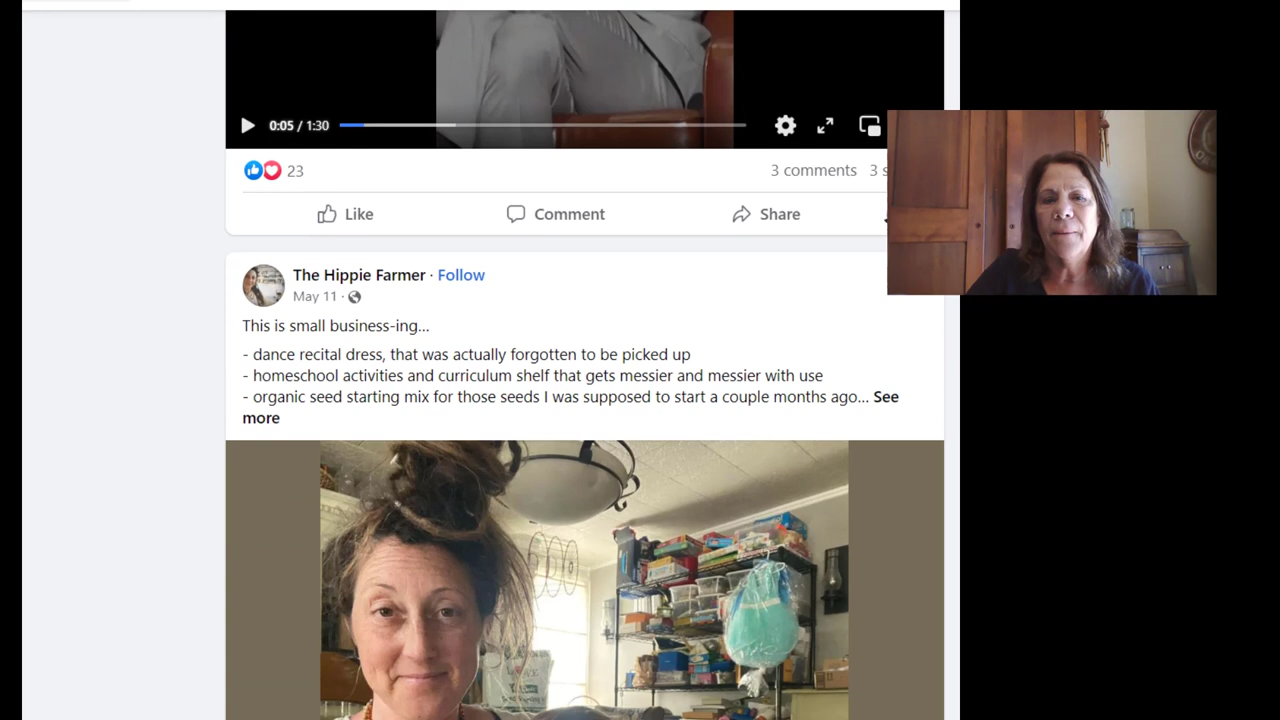 0:05 / 1:30
23
3 comments 3 s
Like
Comment
Share
The Hippie Farmer · Follow
May 11 ·
This is small business-ing...
- dance recital dress, that was actually forgotten to be picked up
- homeschool activities and curriculum shelf that gets messier and messier with use
- organic seed starting mix for those seeds I was supposed to start a couple months ago... See
more